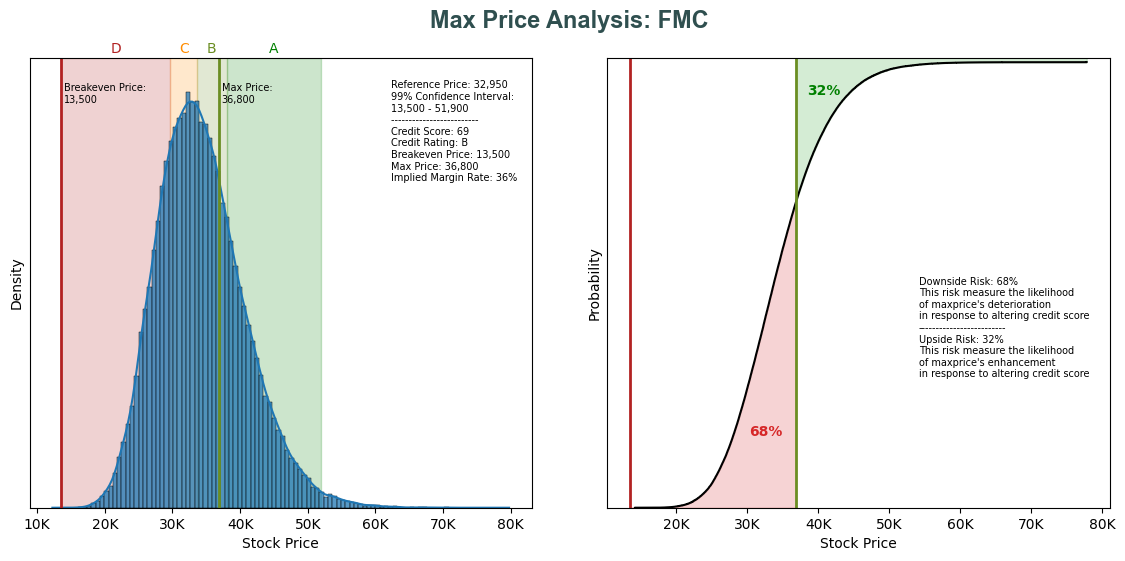 Max Price Analysis: FMC
D C B A
Breakeven Price:
13,500
Max Price:
36,800
Reference Price: 32,950
99% Confidence Interval:
13,500 - 51,900
-------------------------
Credit Score: 69
Credit Rating: B
Breakeven Price: 13,500
Max Price: 36,800
Implied Margin Rate: 36%
Density
10K 20K 30K 40K 50K 60K 70K 80K
Stock Price
32%
68%
Downside Risk: 68%
This risk measure the likelihood
of maxprice's deterioration
in response to altering credit score
-------------------------
Upside Risk: 32%
This risk measure the likelihood
of maxprice's enhancement
in response to altering credit score
Probability
20K 30K 40K 50K 60K 70K 80K
Stock Price